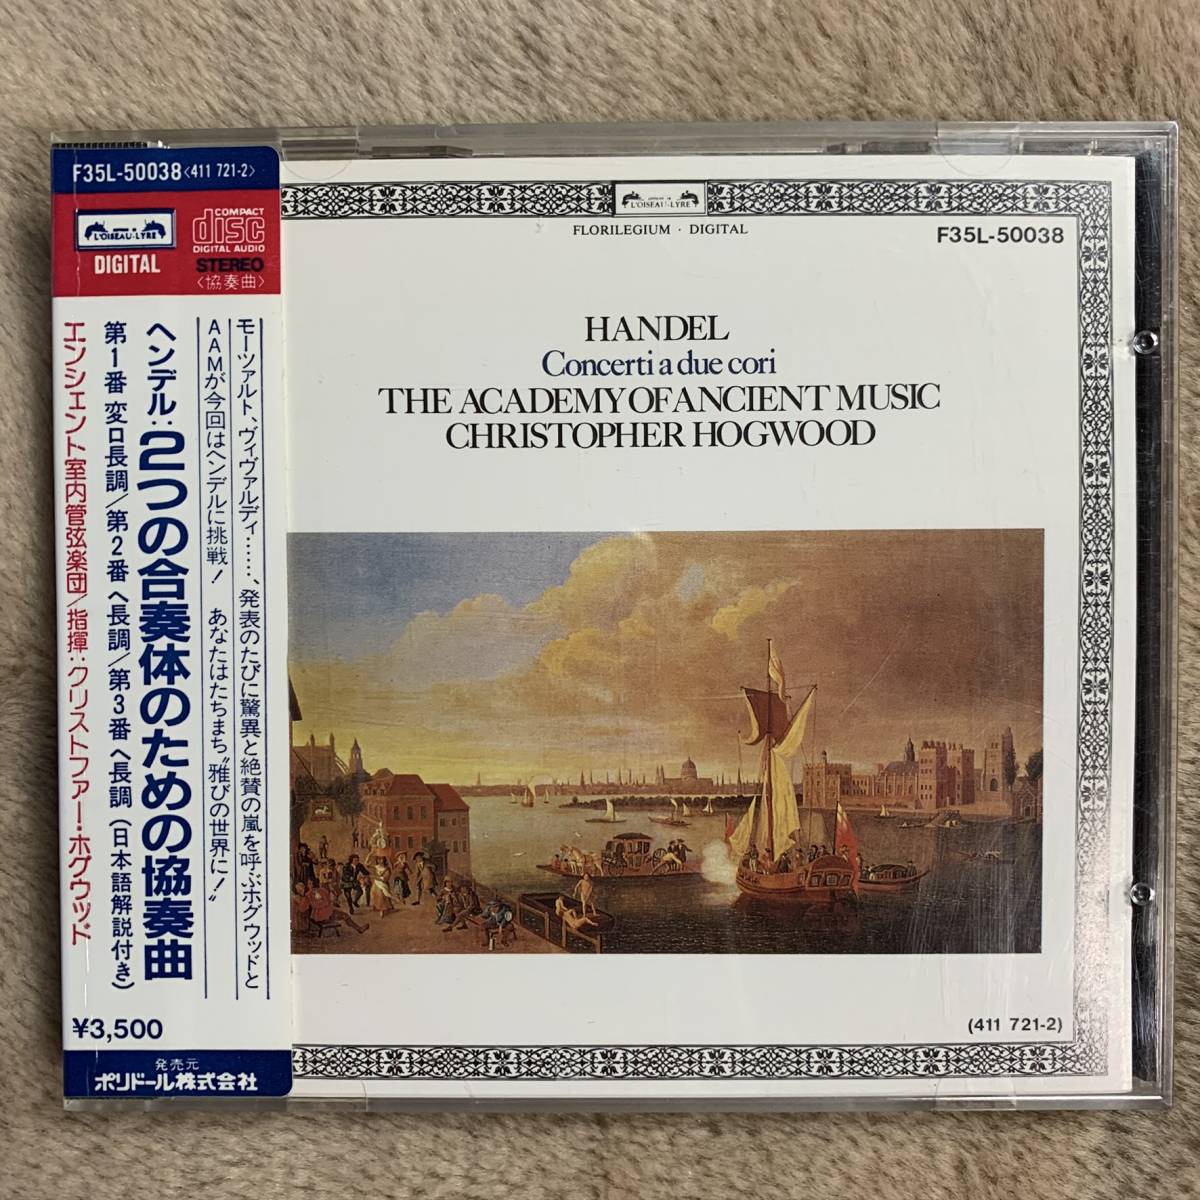 F35L-50038<411 721-2>
L'OISEAU-LYRE
DIGITAL
COMPACT
disc
DIGITAL AUDIO
STEREO
<協奏曲>
モーツァルト、ヴィヴァルディ……、発表のたびに驚異と絶賛の嵐を呼ぶホグウッドと
AAMが今回はヘンデルに挑戦! あなたはたちまち"雅びの世界に!"
ヘンデル:2つの合奏体のための協奏曲
第1番 変ロ長調/第2番 ヘ長調/第3番 ヘ長調(日本語解説付き)
エンシェント室内管弦楽団/指揮:クリストファー・ホグウッド
¥3,500
発売元
ポリドール株式会社
L'OISEAU-LYRE
FLORILEGIUM · DIGITAL
F35L-50038
HANDEL
Concerti a due cori
THE ACADEMY OF ANCIENT MUSIC
CHRISTOPHER HOGWOOD
(411 721-2)